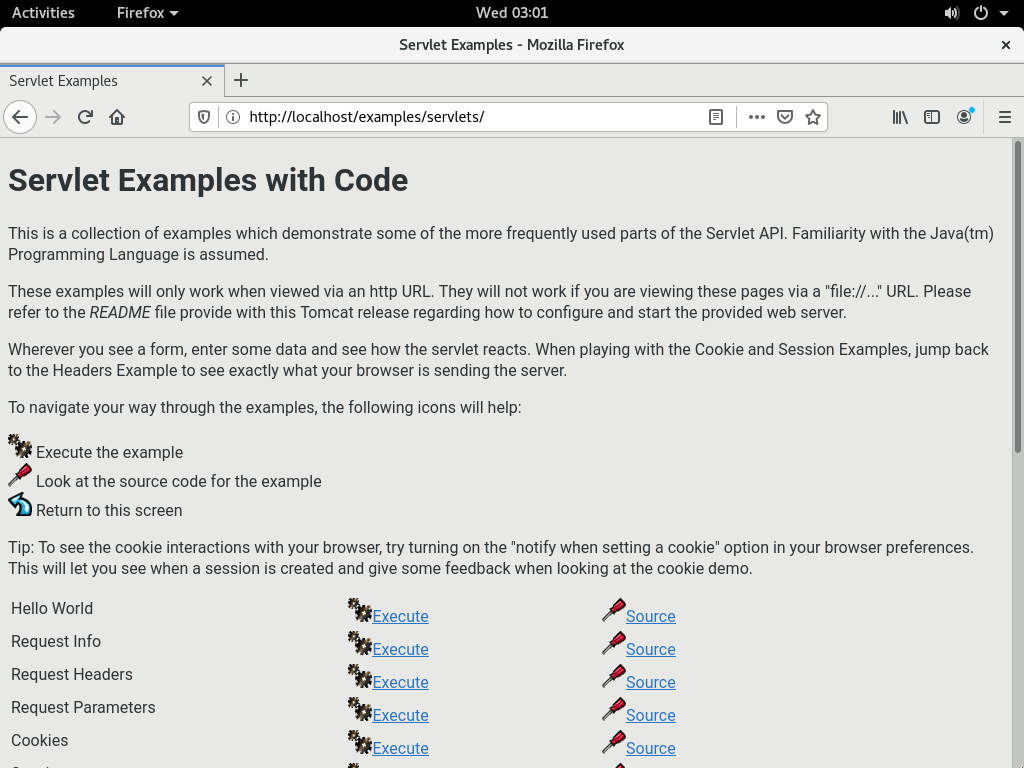 Activities Firefox Wed 03:01
Servlet Examples - Mozilla Firefox
Servlet Examples
http://localhost/examples/servlets/
Servlet Examples with Code
This is a collection of examples which demonstrate some of the more frequently used parts of the Servlet API. Familiarity with the Java(tm)
Programming Language is assumed.
These examples will only work when viewed via an http URL. They will not work if you are viewing these pages via a "file://..." URL. Please
refer to the README file provide with this Tomcat release regarding how to configure and start the provided web server.
Wherever you see a form, enter some data and see how the servlet reacts. When playing with the Cookie and Session Examples, jump back
to the Headers Example to see exactly what your browser is sending the server.
To navigate your way through the examples, the following icons will help:
Execute the example
Look at the source code for the example
Return to this screen
Tip: To see the cookie interactions with your browser, try turning on the "notify when setting a cookie" option in your browser preferences.
This will let you see when a session is created and give some feedback when looking at the cookie demo.
Hello World Execute Source
Request Info Execute Source
Request Headers Execute Source
Request Parameters Execute Source
Cookies Execute Source